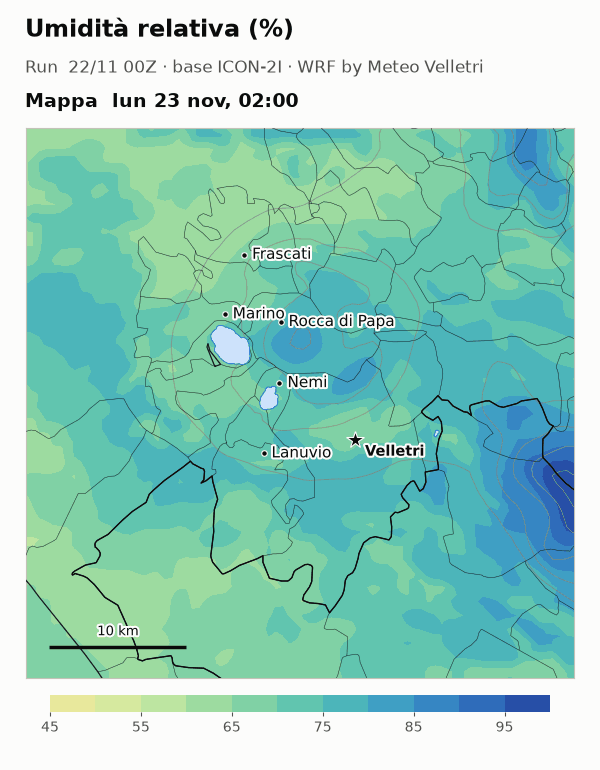 Umidità relativa (%)
Run  22/11 00Z · base ICON-2I · WRF by Meteo Velletri
Mappa  lun 23 nov, 02:00
Frascati
Marino
Rocca di Papa
Nemi
Velletri
Lanuvio
10 km
45 55 65 75 85 95